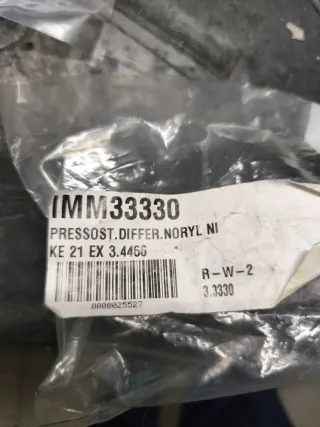 IMM33330
PRESSOST.DIFFER.NORYL NI
KE 21 EX 3.4466
R-W-2
3.3330
0000025527